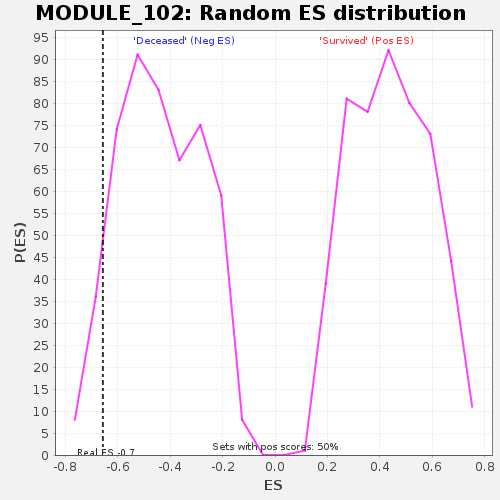 MODULE_102: Random ES distribution
'Deceased' (Neg ES) 'Survived' (Pos ES)
95
90
85
80
75
70
65
60
55
50
45
40
35
30
25
20
15
10
5
0
P(ES)
Real ES -0.7
Sets with pos scores: 50%
-0.8 -0.6 -0.4 -0.2 0.0 0.2 0.4 0.6 0.8
ES